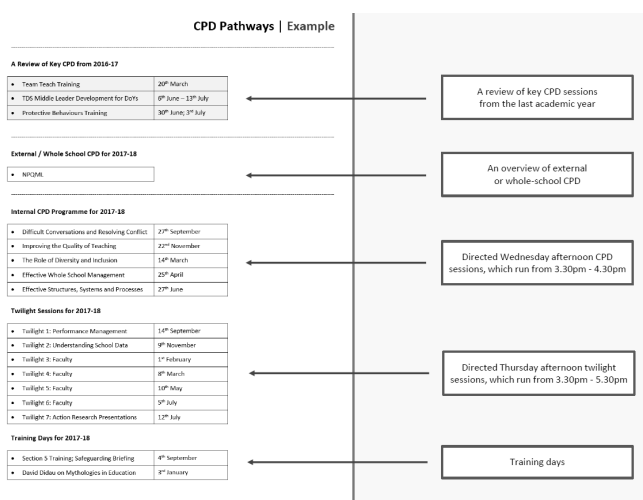 CPD Pathways | Example
A Review of Key CPD from 2016-17
• Team Teach Training 20th March
• TDS Middle Leader Development for DoYs 6th June – 13th July
• Protective Behaviours Training 30th June; 3rd July
A review of key CPD sessions
from the last academic year
External / Whole School CPD for 2017-18
• NPQML
An overview of external
or whole-school CPD
Internal CPD Programme for 2017-18
• Difficult Conversations and Resolving Conflict 27th September
• Improving the Quality of Teaching 22nd November
• The Role of Diversity and Inclusion 14th March
• Effective Whole School Management 25th April
• Effective Structures, Systems and Processes 27th June
Directed Wednesday afternoon CPD
sessions, which run from 3.30pm - 4.30pm
Twilight Sessions for 2017-18
• Twilight 1: Performance Management 14th September
• Twilight 2: Understanding School Data 9th November
• Twilight 3: Faculty 1st February
• Twilight 4: Faculty 8th March
• Twilight 5: Faculty 10th May
• Twilight 6: Faculty 5th July
• Twilight 7: Action Research Presentations 12th July
Directed Thursday afternoon twilight
sessions, which run from 3.30pm - 5.30pm
Training Days for 2017-18
• Section 5 Training; Safeguarding Briefing 4th September
• David Didau on Mythologies in Education 3rd January
Training days